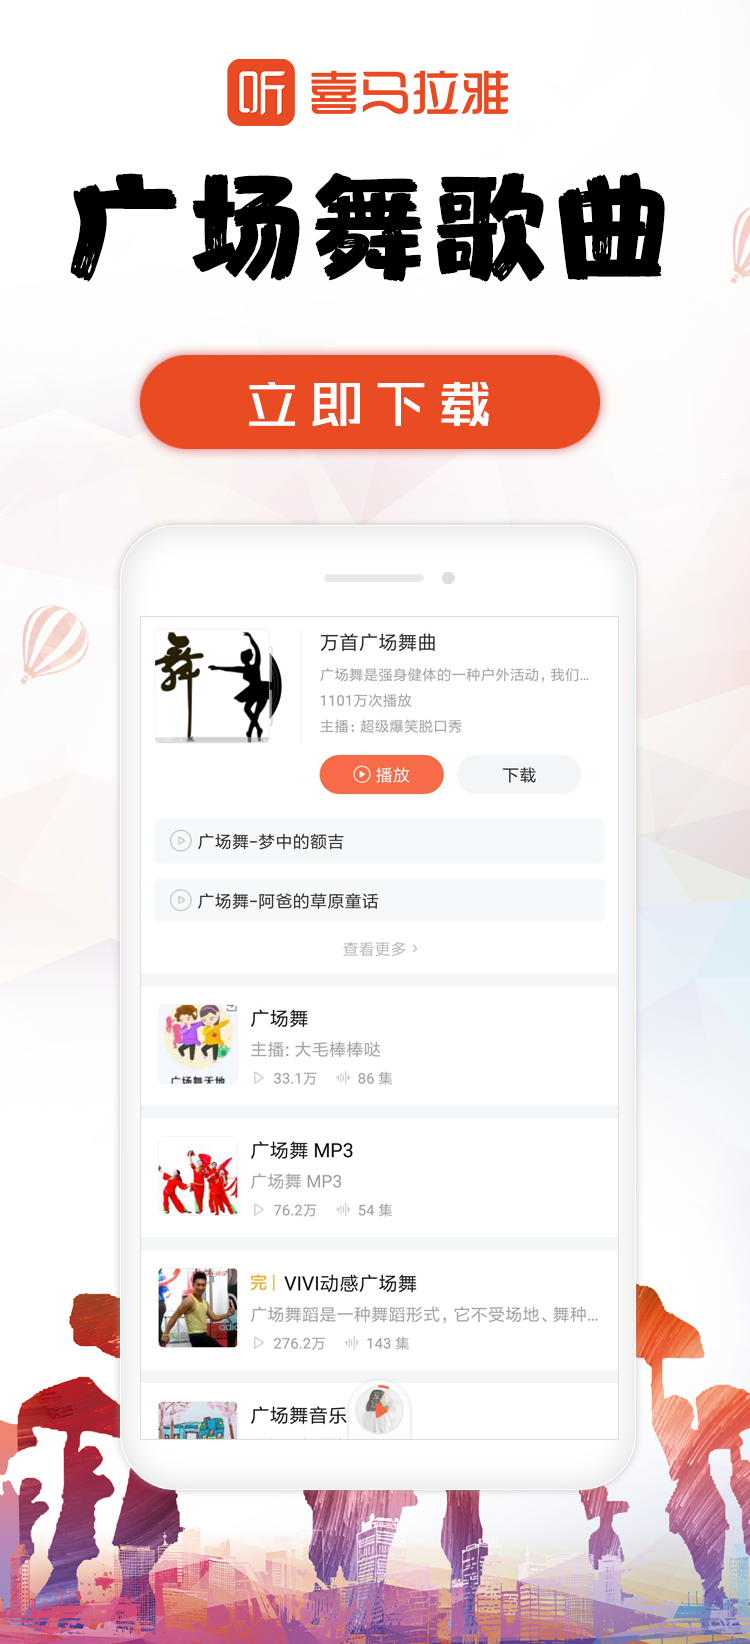 听 喜马拉雅
广场舞歌曲
立即下载
舞
万首广场舞曲
广场舞是强身健体的一种户外活动，我们...
1101万次播放
主播：超级爆笑脱口秀
播放
下载
广场舞-梦中的额吉
广场舞-阿爸的草原童话
查看更多 ›
广场舞天地
广场舞
主播：大毛棒棒哒
33.1万 86 集
广场舞 MP3
广场舞 MP3
76.2万 54 集
完 | VIVI动感广场舞
广场舞蹈是一种舞蹈形式，它不受场地、舞种...
276.2万 143 集
广场舞音乐